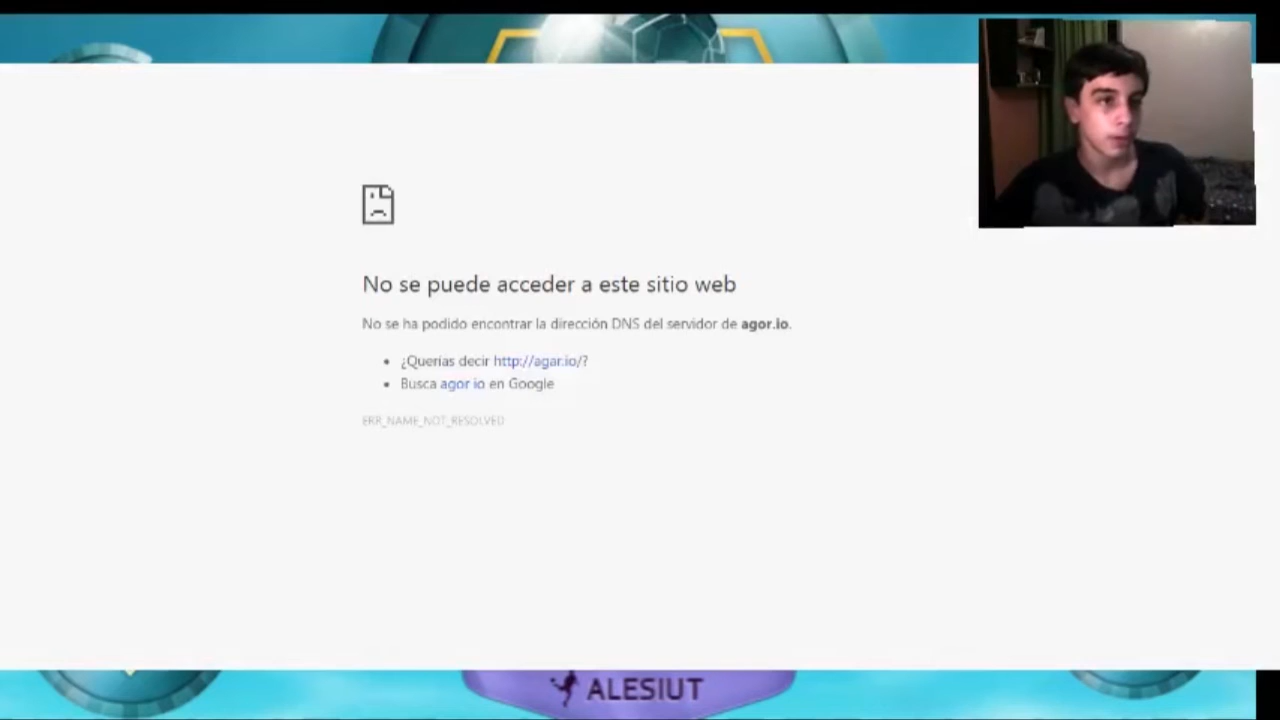 No se puede acceder a este sitio web
No se ha podido encontrar la dirección DNS del servidor de agor.io.
¿Querías decir http://agar.io/?
Busca agor io en Google
ERR_NAME_NOT_RESOLVED
ALESIUT